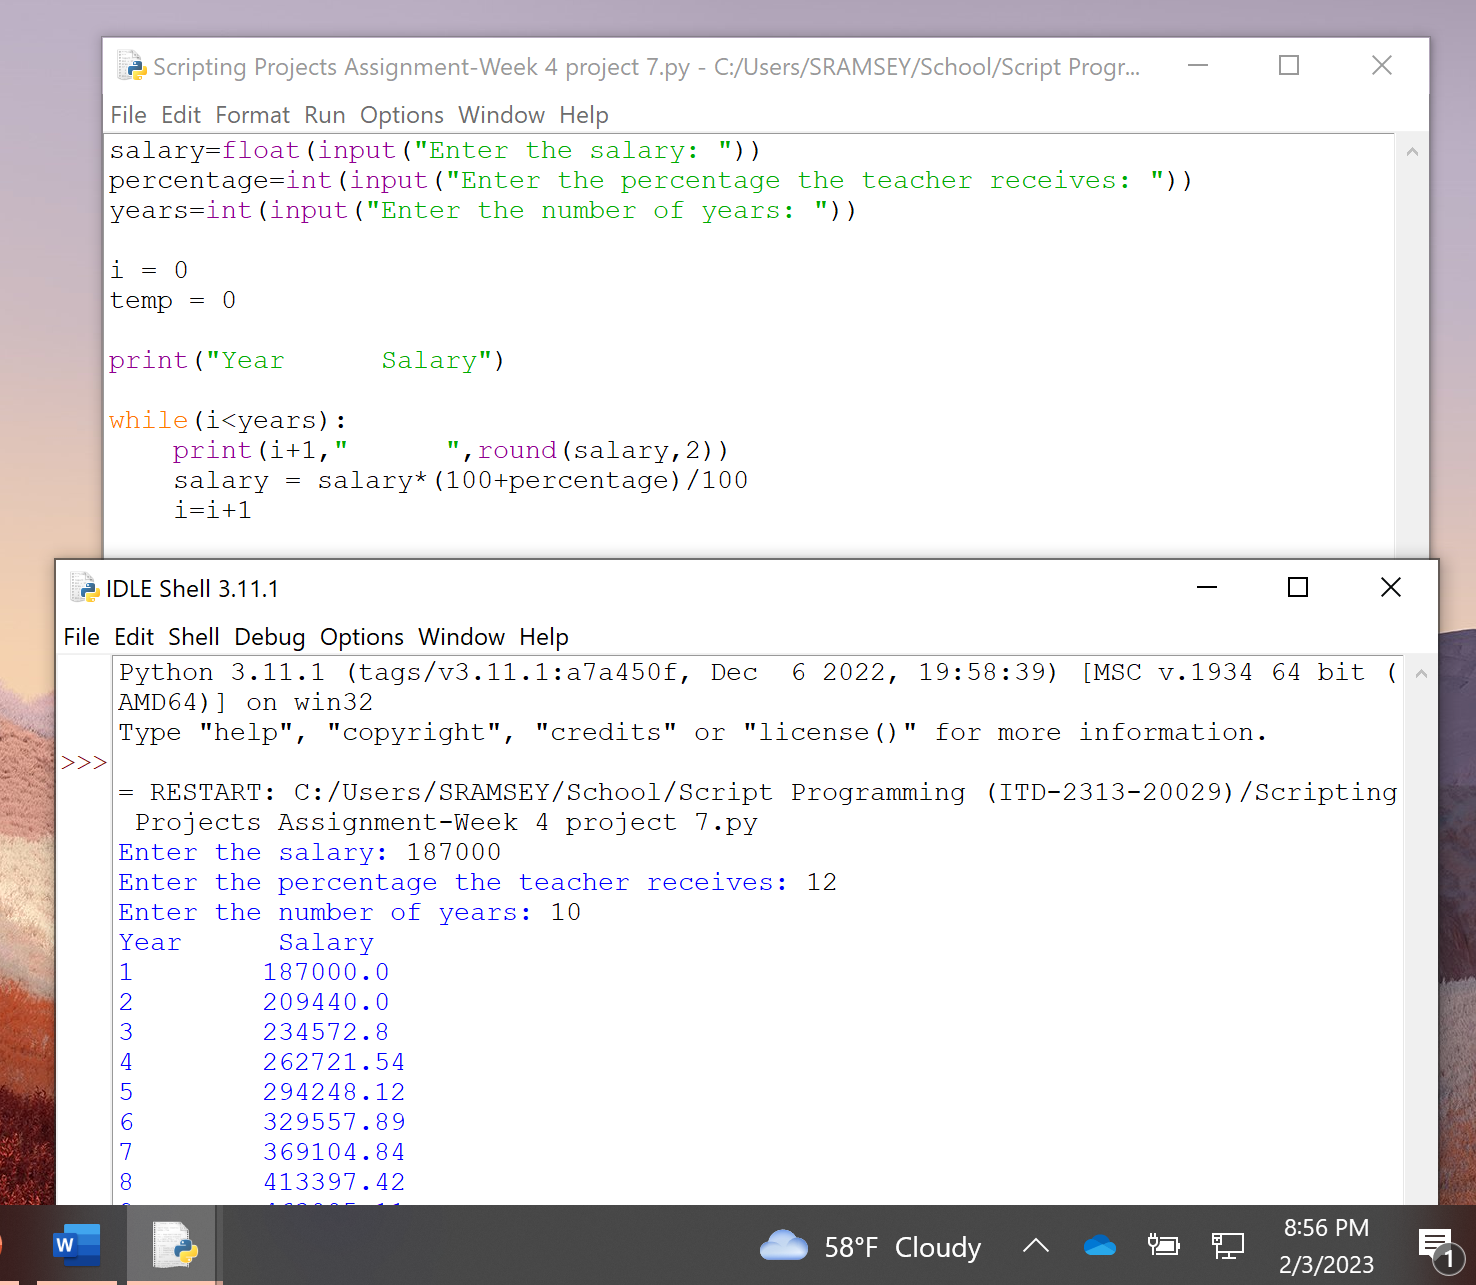 Scripting Projects Assignment-Week 4 project 7.py - C:/Users/SRAMSEY/School/Script Progr...
File Edit Format Run Options Window Help
salary=float(input("Enter the salary: "))
percentage=int(input("Enter the percentage the teacher receives: "))
years=int(input("Enter the number of years: "))
i = 0
temp = 0
print("Year      Salary")
while(i<years):
    print(i+1,"      ",round(salary,2))
    salary = salary*(100+percentage)/100
    i=i+1
IDLE Shell 3.11.1
File Edit Shell Debug Options Window Help
Python 3.11.1 (tags/v3.11.1:a7a450f, Dec  6 2022, 19:58:39) [MSC v.1934 64 bit (
AMD64)] on win32
Type "help", "copyright", "credits" or "license()" for more information.
>>>
= RESTART: C:/Users/SRAMSEY/School/Script Programming (ITD-2313-20029)/Scripting
 Projects Assignment-Week 4 project 7.py
Enter the salary: 187000
Enter the percentage the teacher receives: 12
Enter the number of years: 10
Year      Salary
1        187000.0
2        209440.0
3        234572.8
4        262721.54
5        294248.12
6        329557.89
7        369104.84
8        413397.42
W
58°F Cloudy
8:56 PM
2/3/2023
1